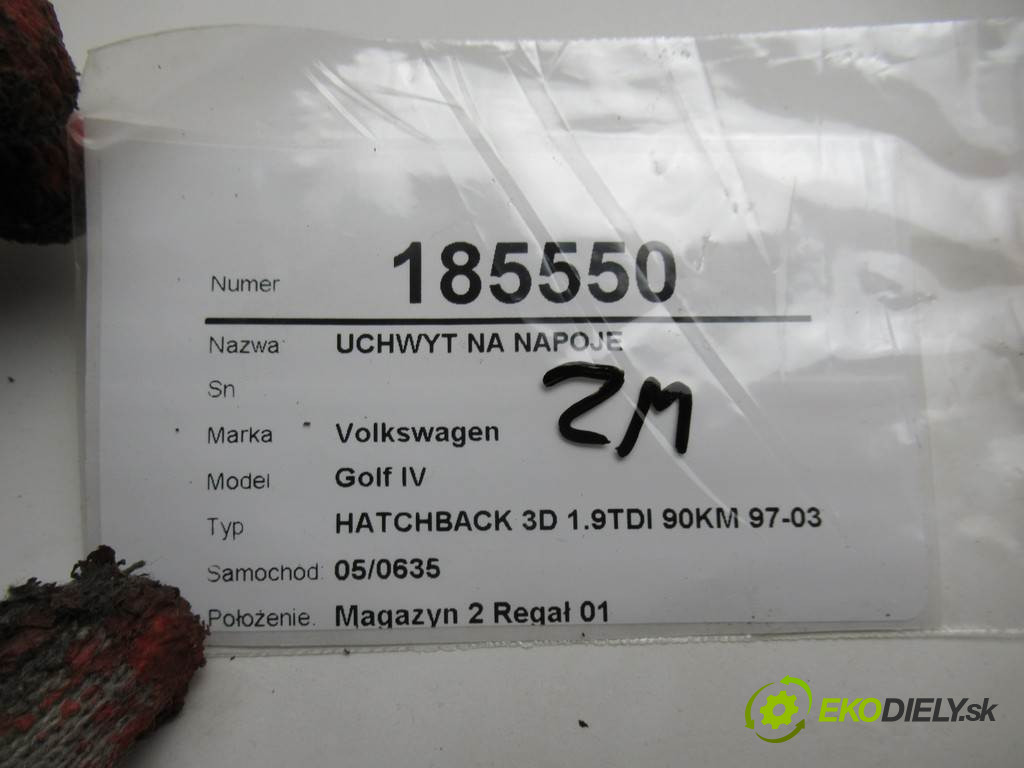 Numer 185550
Nazwa UCHWYT NA NAPOJE
Sn
ZM
Marka Volkswagen
Model Golf IV
Typ HATCHBACK 3D 1.9TDI 90KM 97-03
Samochód: 05/0635
Położenie. Magazyn 2 Regał 01
EKODIELY.sk